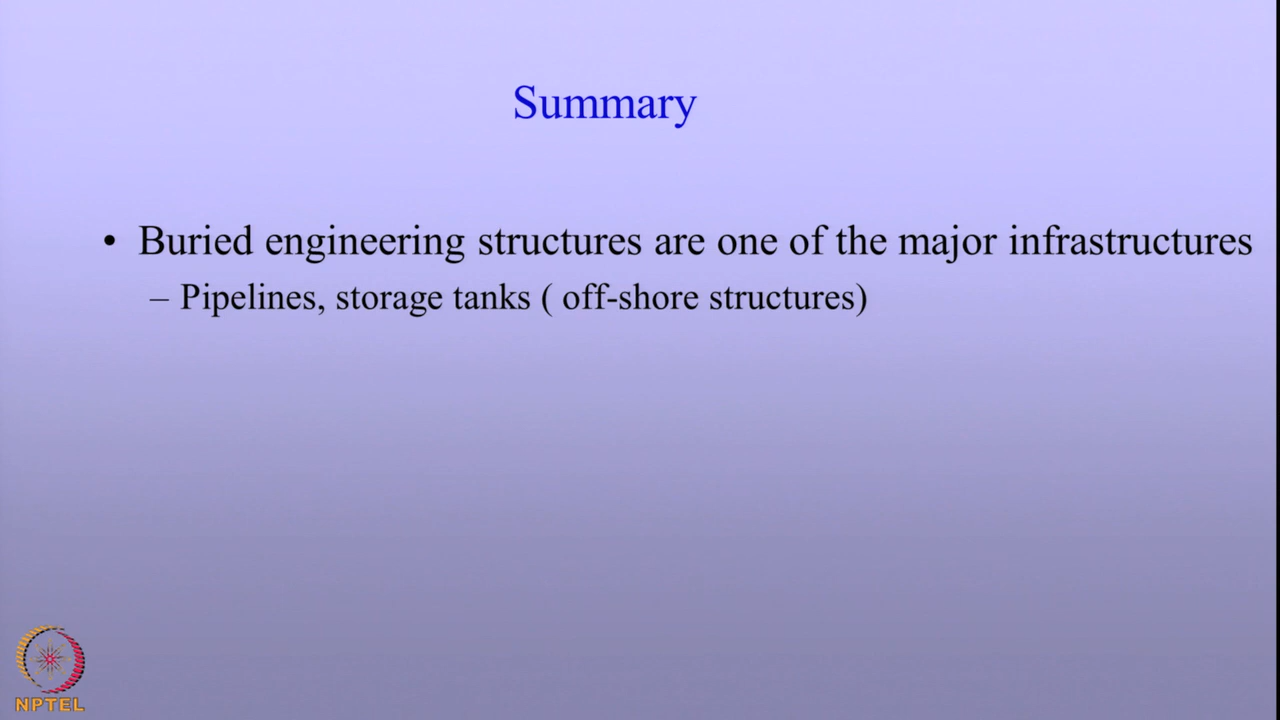 Summary
• Buried engineering structures are one of the major infrastructures
– Pipelines, storage tanks ( off-shore structures)
NPTEL